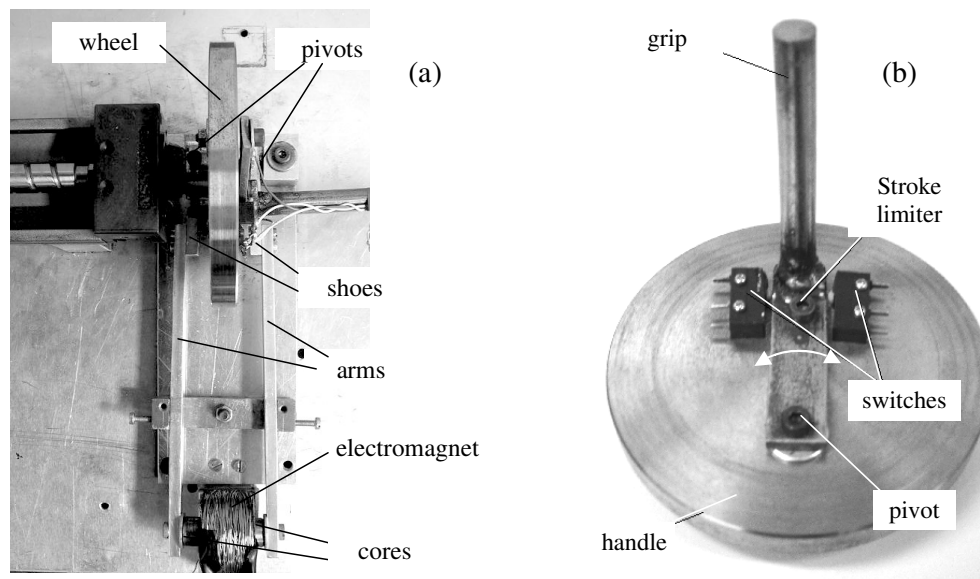 wheel
pivots
(a)
shoes
arms
electromagnet
cores
grip
(b)
Stroke
limiter
switches
pivot
handle